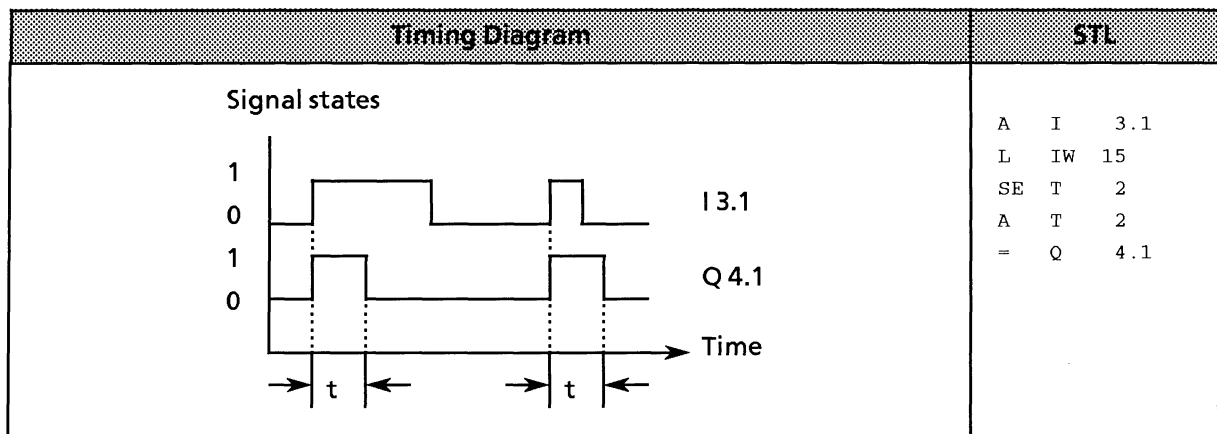 Timing Diagram STL
Signal states
1
0
I 3.1
1
0
Q 4.1
Time
t t
A I 3.1
L IW 15
SE T 2
A T 2
= Q 4.1